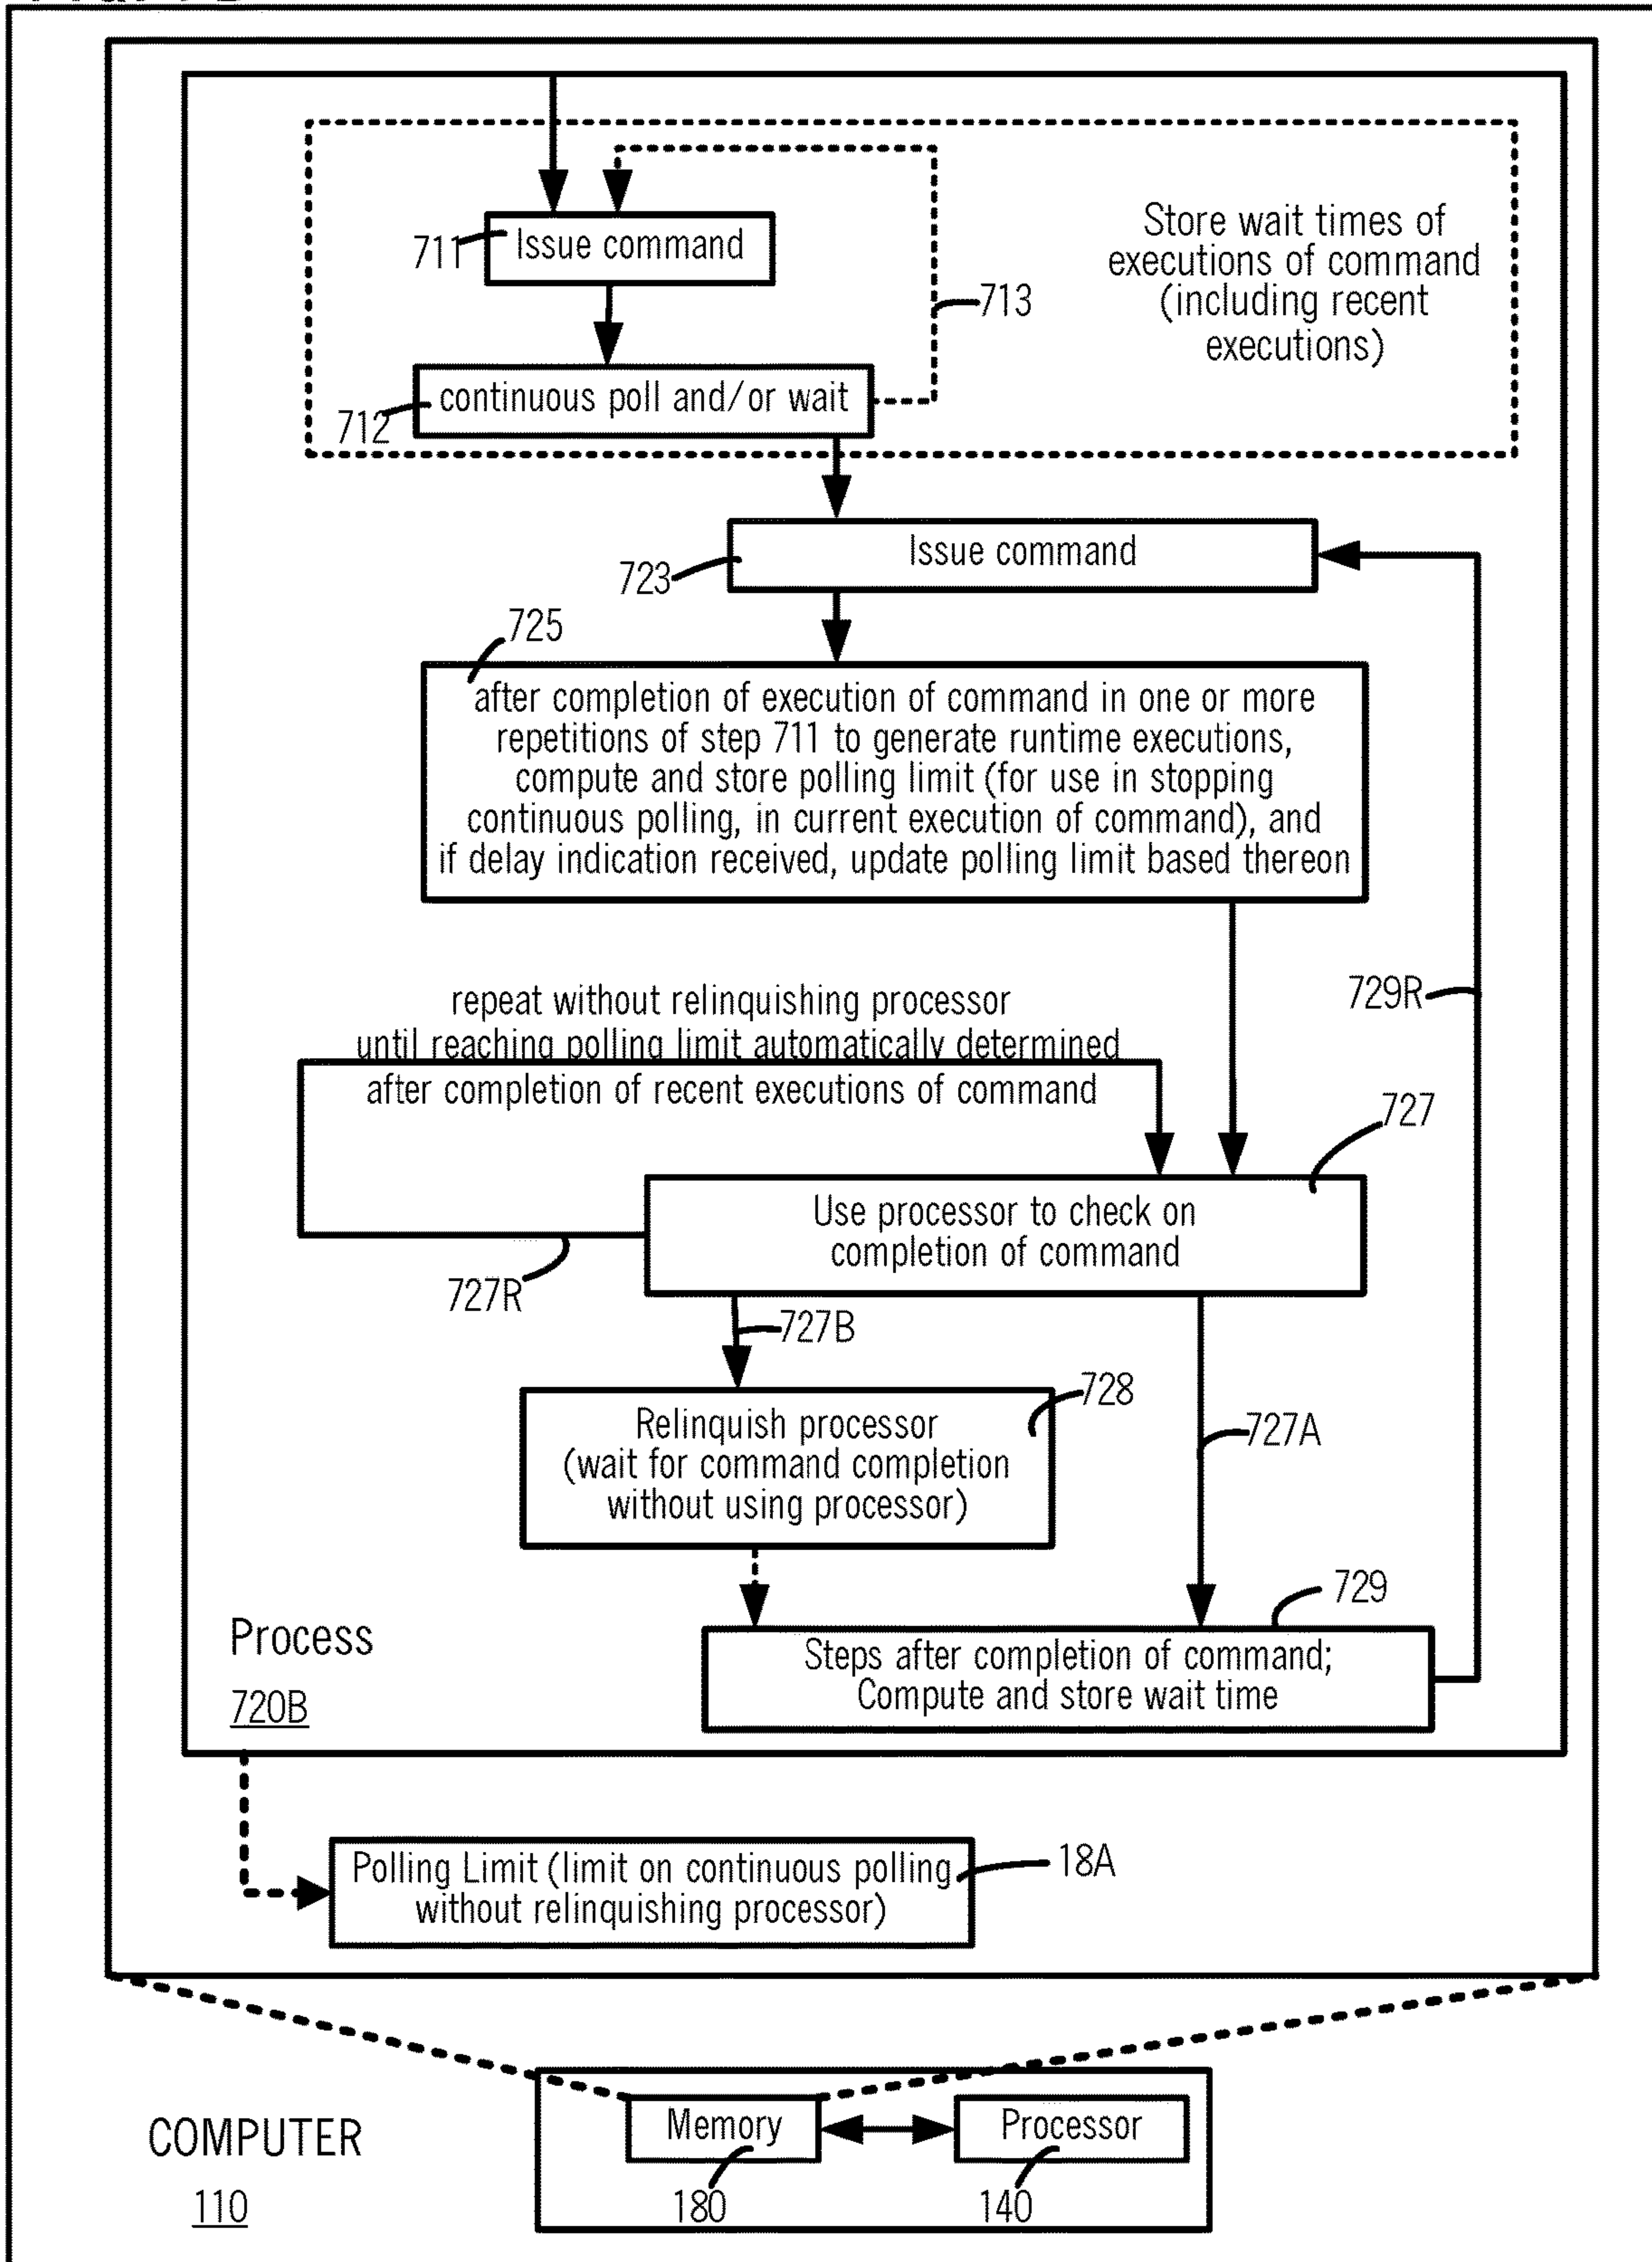 Issue command
711
Store wait times of
executions of command
(including recent
executions)
713
continuous poll and/or wait
712
Issue command
723
725
after completion of execution of command in one or more
repetitions of step 711 to generate runtime executions,
compute and store polling limit (for use in stopping
continuous polling, in current execution of command), and
if delay indication received, update polling limit based thereon
729R
repeat without relinquishing processor
until reaching polling limit automatically determined
after completion of recent executions of command
727
Use processor to check on
completion of command
727R
727B
728
Relinquish processor
(wait for command completion
without using processor)
727A
729
Steps after completion of command;
Compute and store wait time
Process
720B
Polling Limit (limit on continuous polling
without relinquishing processor)
18A
Memory
Processor
COMPUTER
110
180
140